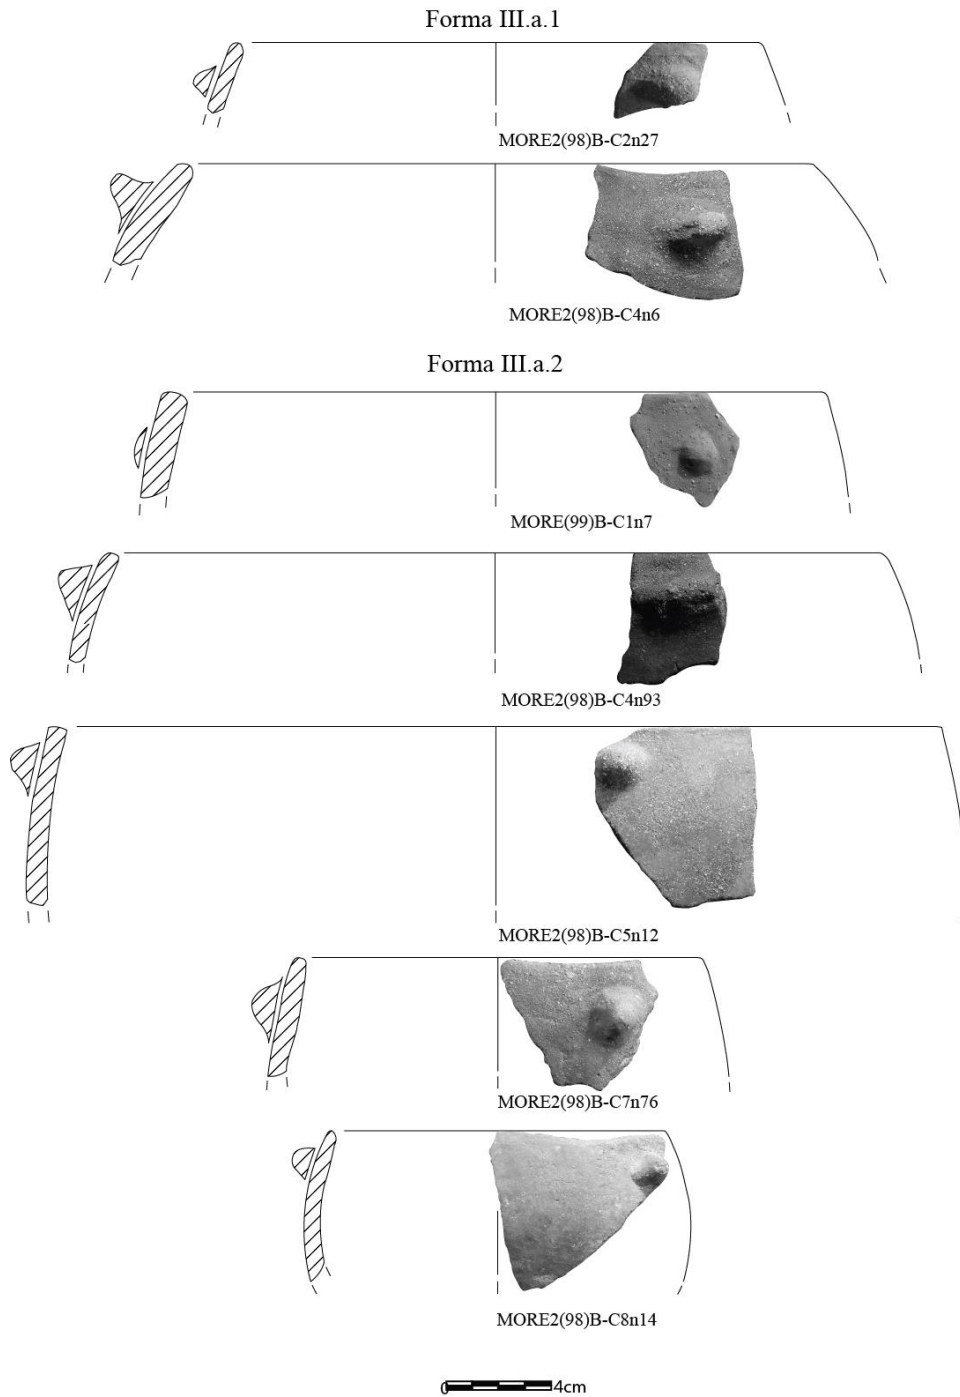 Forma III.a.1
MORE2(98)B-C2n27
MORE2(98)B-C4n6
Forma III.a.2
MORE(99)B-C1n7
MORE2(98)B-C4n93
MORE2(98)B-C5n12
MORE2(98)B-C7n76
MORE2(98)B-C8n14
0 4cm